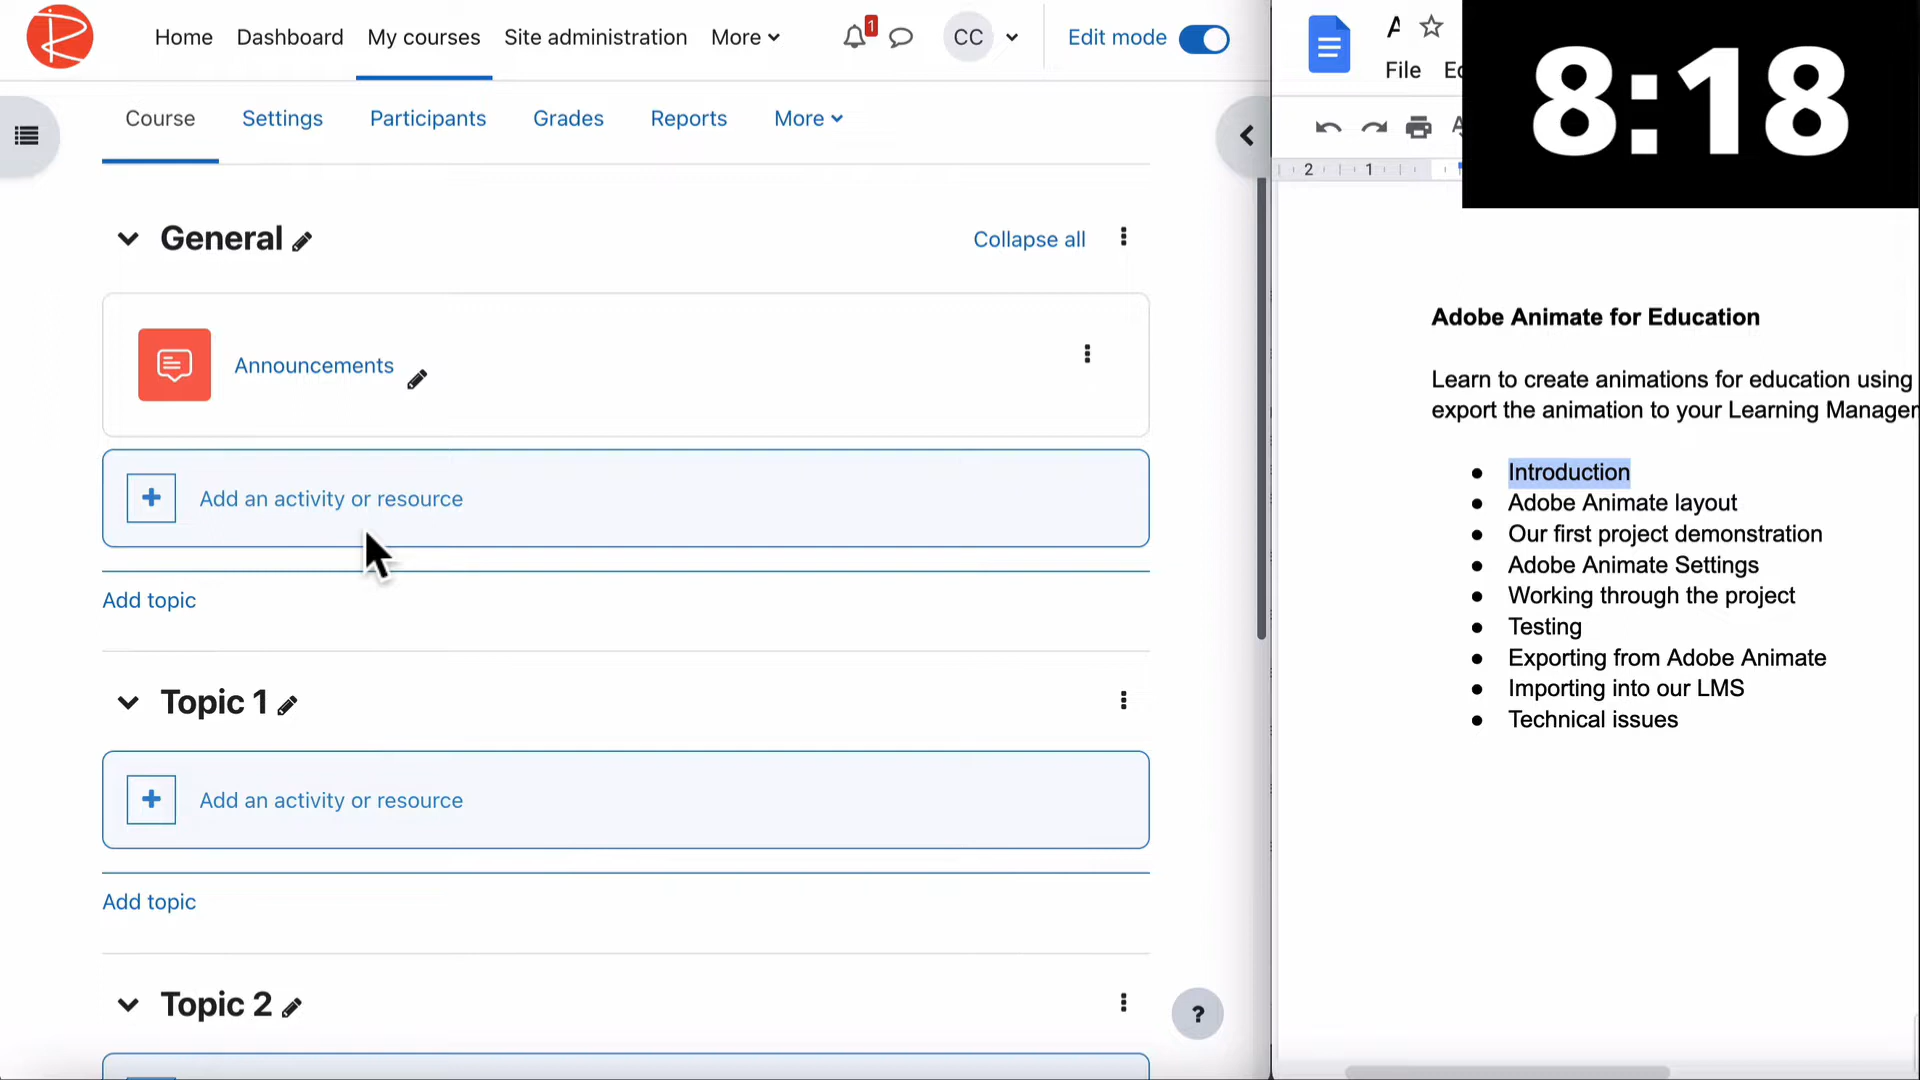 Home Dashboard My courses Site administration More
1
CC
Edit mode
Course Settings Participants Grades Reports More
General
Collapse all
Announcements
Add an activity or resource
Add topic
Topic 1
Add an activity or resource
Add topic
Topic 2
?
File
8:18
2 1
Adobe Animate for Education
Learn to create animations for education using
export the animation to your Learning Manager
• Introduction
• Adobe Animate layout
• Our first project demonstration
• Adobe Animate Settings
• Working through the project
• Testing
• Exporting from Adobe Animate
• Importing into our LMS
• Technical issues